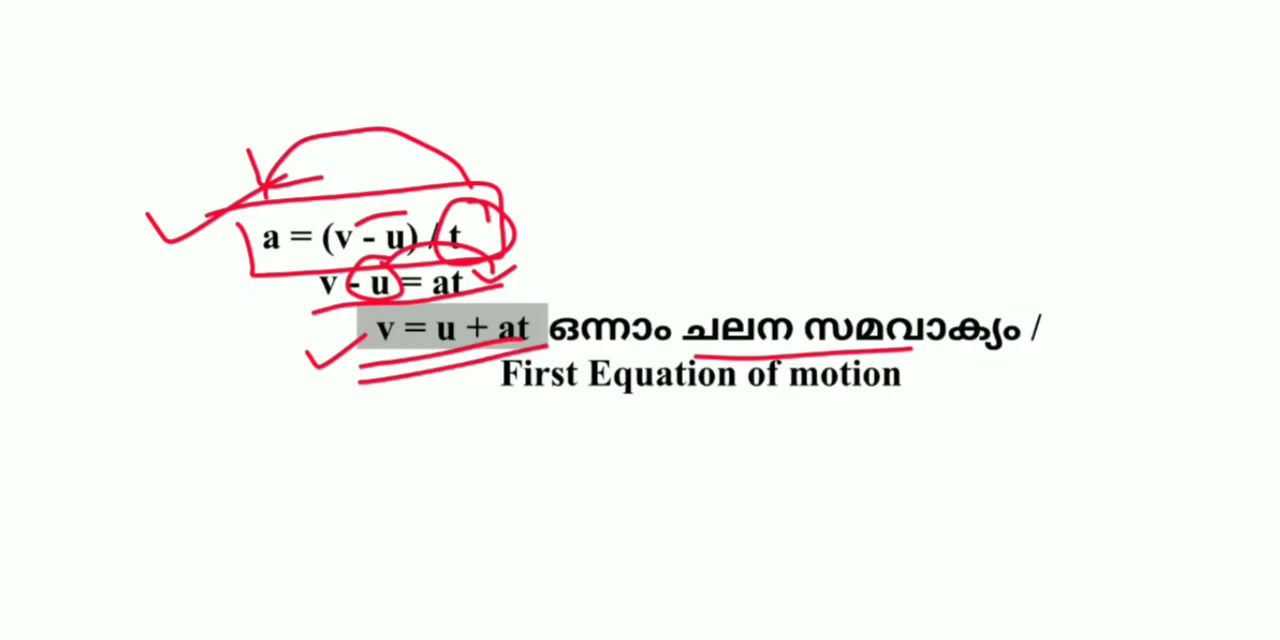 a = (v - u) / t
v - u = at
v = u + at ഒന്നാം ചലന സമവാക്യം /
First Equation of motion